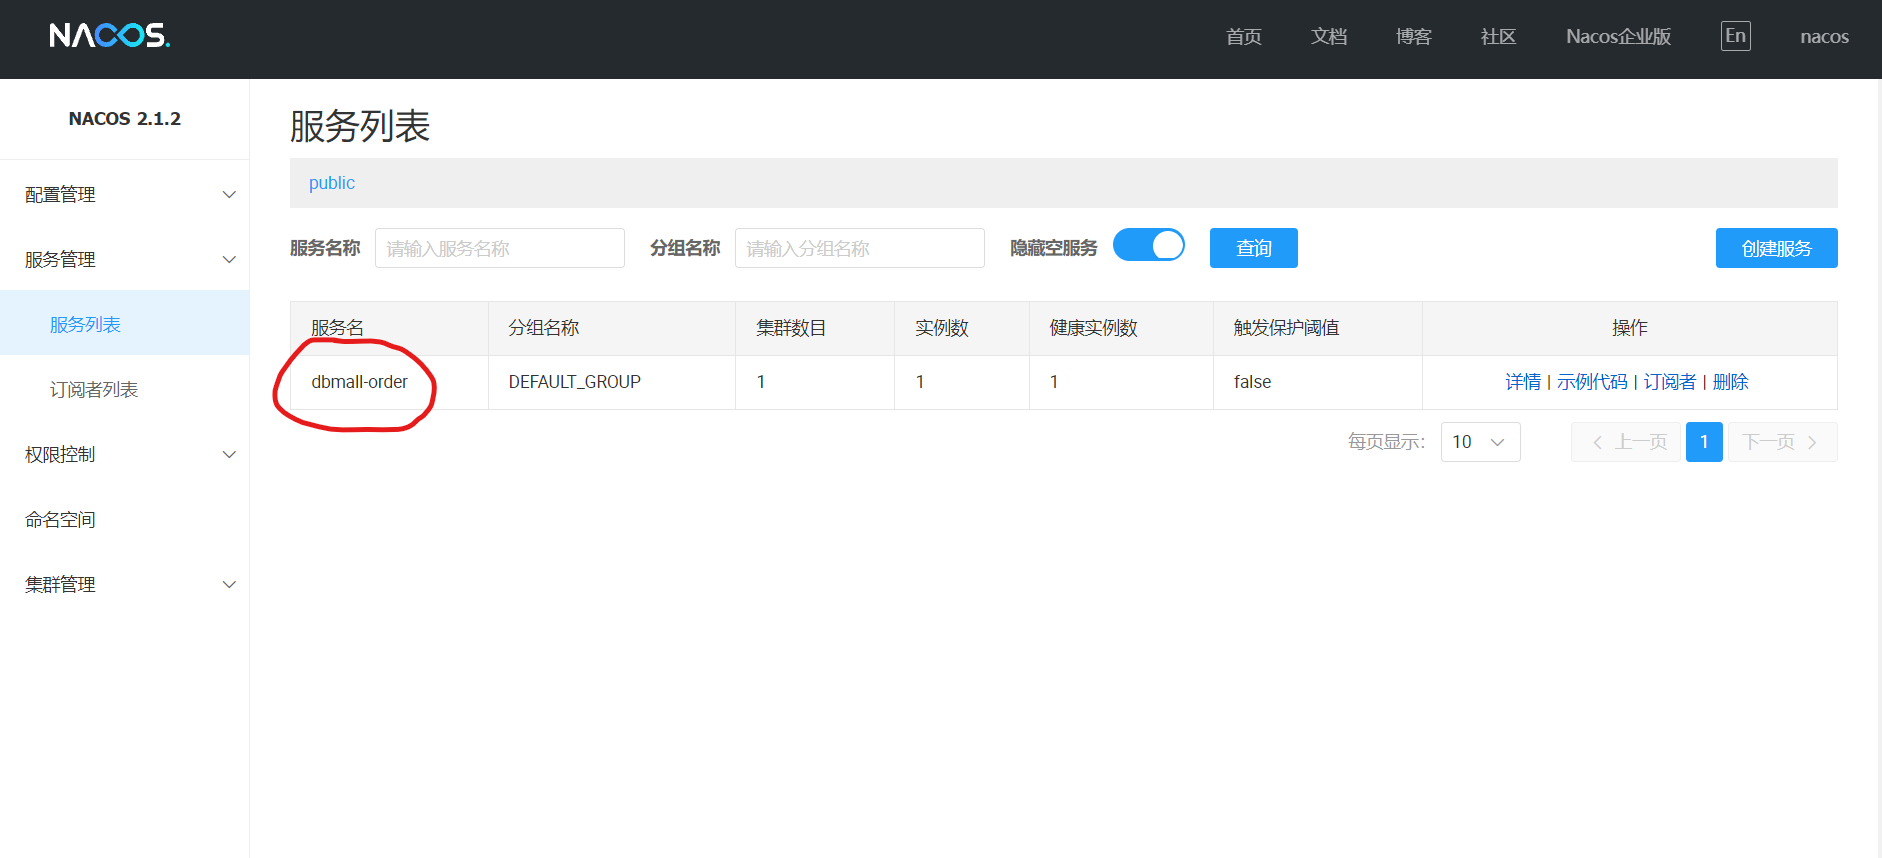 NACOS.
首页 文档 博客 社区 Nacos企业版 En nacos
NACOS 2.1.2
配置管理
服务管理
服务列表
订阅者列表
权限控制
命名空间
集群管理
服务列表
public
服务名称 请输入服务名称 分组名称 请输入分组名称 隐藏空服务 查询 创建服务
服务名 分组名称 集群数目 实例数 健康实例数 触发保护阈值 操作
dbmall-order DEFAULT_GROUP 1 1 1 false 详情 | 示例代码 | 订阅者 | 删除
每页显示: 10 上一页 1 下一页